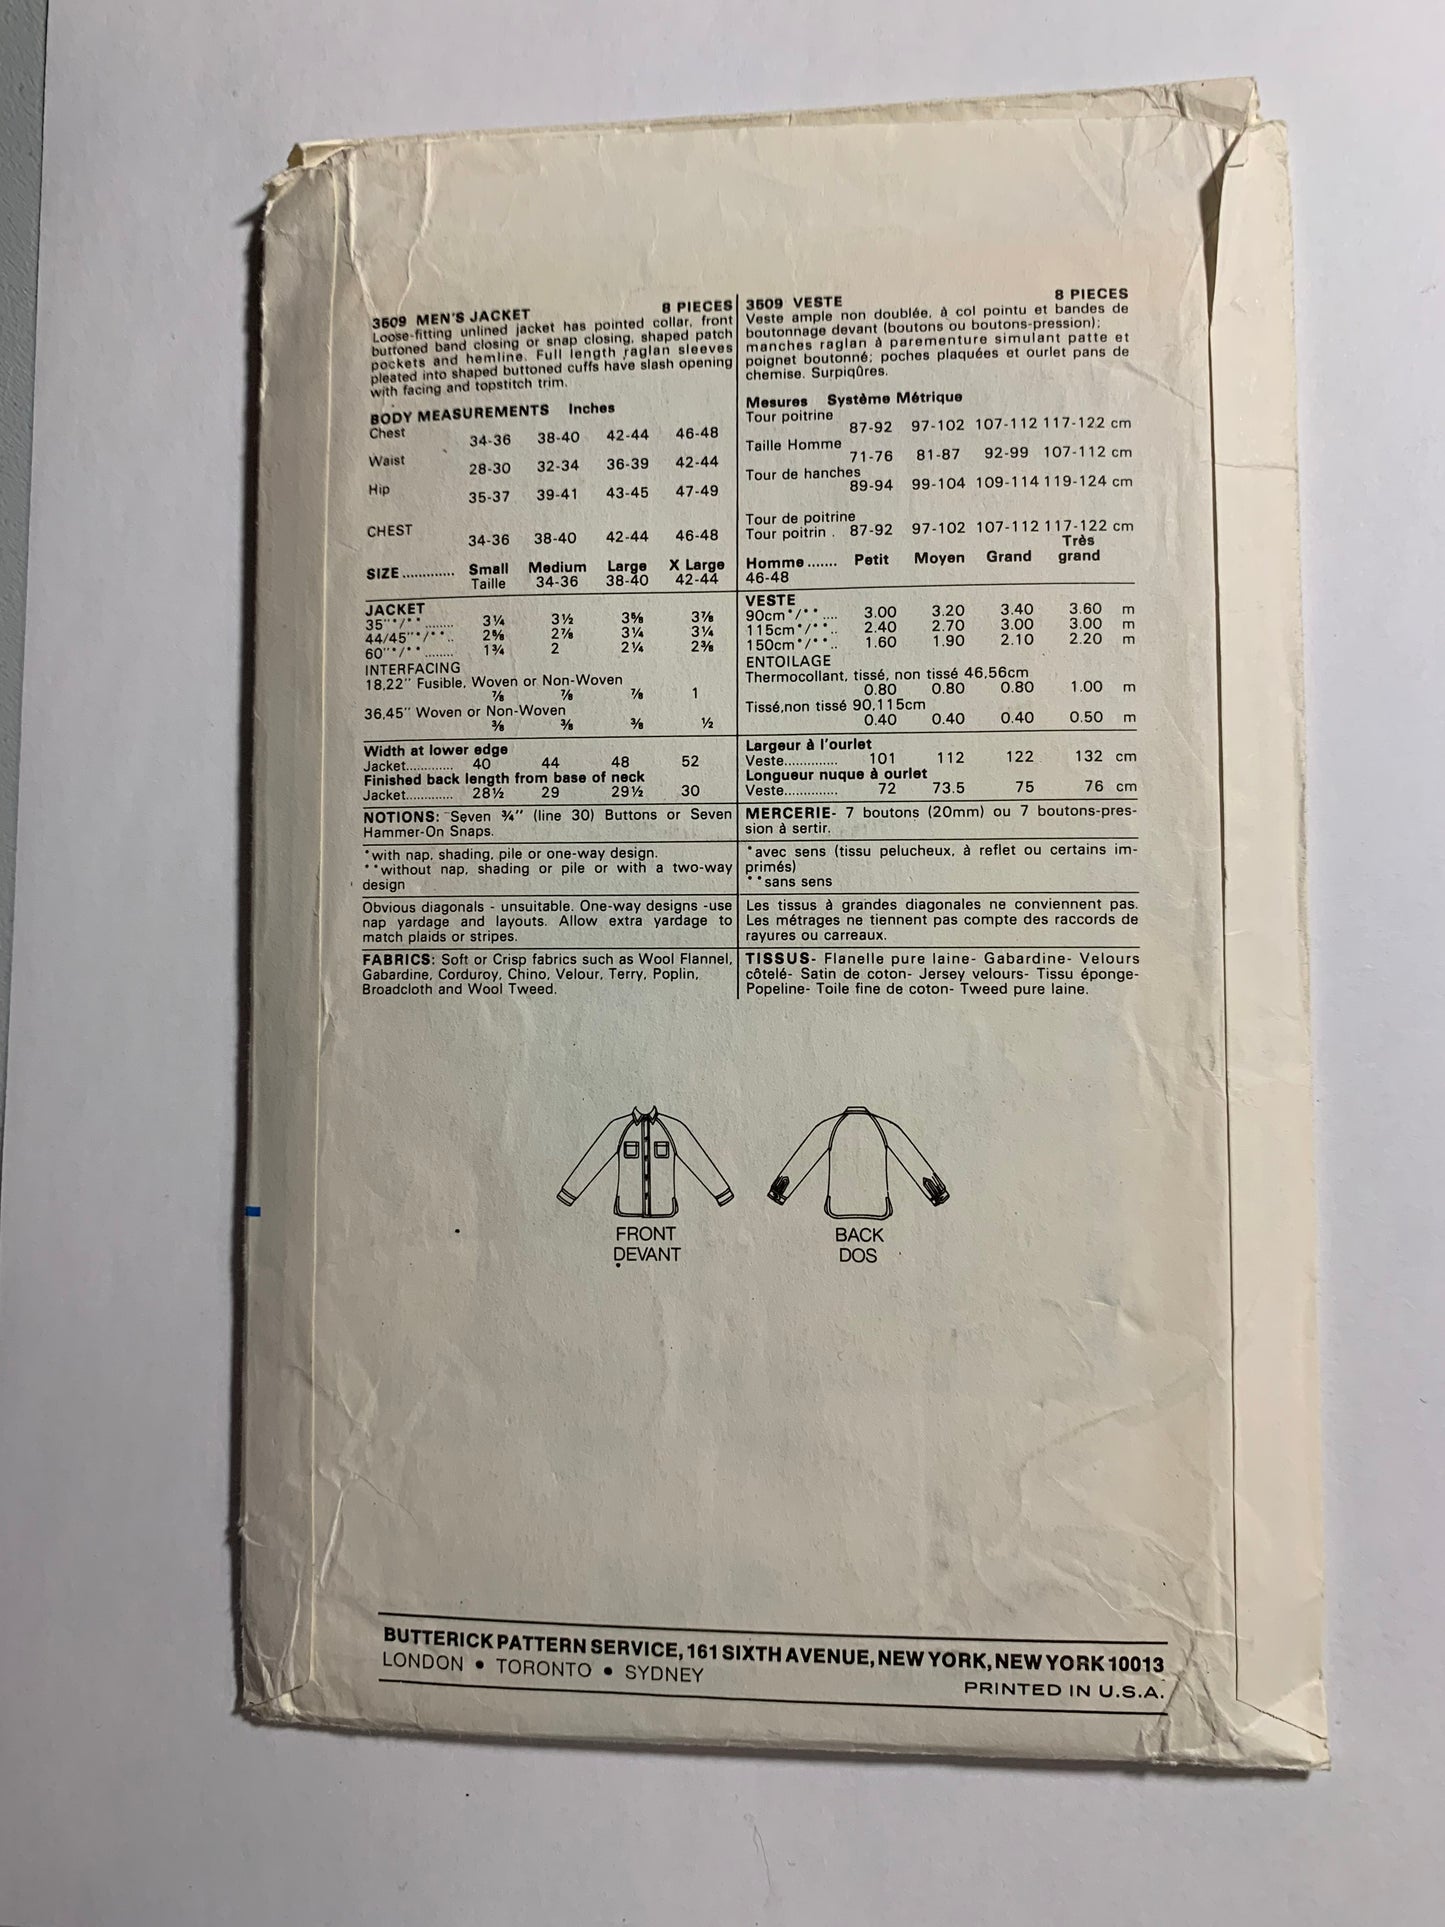 3509 MEN'S JACKET 8 PIECES
Loose-fitting unlined jacket has pointed collar, front
buttoned band closing or snap closing, shaped patch
pockets and hemline. Full length raglan sleeves
pleated into shaped buttoned cuffs have slash opening
with facing and topstitch trim.
BODY MEASUREMENTS Inches
Chest 34-36 38-40 42-44 46-48
Waist 28-30 32-34 36-39 42-44
Hip 35-37 39-41 43-45 47-49
CHEST 34-36 38-40 42-44 46-48
SIZE............. Small Medium Large X Large
Taille 34-36 38-40 42-44
JACKET
35"*/** ........ 3¼ 3½ 3⅝ 3⅞
44/45"*/**.. 2⅝ 2⅞ 3¼ 3¼
60"*/** ........ 1¾ 2 2¼ 2⅜
INTERFACING
18,22" Fusible, Woven or Non-Woven
⅞ ⅞ ⅞ 1
36,45" Woven or Non-Woven
⅜ ⅜ ⅜ ½
Width at lower edge
Jacket............. 40 44 48 52
Finished back length from base of neck
Jacket............. 28½ 29 29½ 30
NOTIONS: Seven ¾" (line 30) Buttons or Seven
Hammer-On Snaps.
*with nap, shading, pile or one-way design.
**without nap, shading or pile or with a two-way
design
Obvious diagonals - unsuitable. One-way designs -use
nap yardage and layouts. Allow extra yardage to
match plaids or stripes.
FABRICS: Soft or Crisp fabrics such as Wool Flannel,
Gabardine, Corduroy, Chino, Velour, Terry, Poplin,
Broadcloth and Wool Tweed.
3509 VESTE 8 PIECES
Veste ample non doublée, à col pointu et bandes de
boutonnage devant (boutons ou boutons-pression);
manches raglan à parementure simulant patte et
poignet boutonné; poches plaquées et ourlet pans de
chemise. Surpiqûres.
Mesures Système Métrique
Tour poitrine
87-92 97-102 107-112 117-122 cm
Taille Homme
71-76 81-87 92-99 107-112 cm
Tour de hanches
89-94 99-104 109-114 119-124 cm
Tour de poitrine
Tour poitrin . 87-92 97-102 107-112 117-122 cm
Très
Homme....... Petit Moyen Grand grand
46-48
VESTE
90cm*/** .... 3.00 3.20 3.40 3.60 m
115cm*/** .. 2.40 2.70 3.00 3.00 m
150cm*/** .. 1.60 1.90 2.10 2.20 m
ENTOILAGE
Thermocollant, tissé, non tissé 46,56cm
0.80 0.80 0.80 1.00 m
Tissé,non tissé 90,115cm
0.40 0.40 0.40 0.50 m
Largeur à l'ourlet
Veste.............. 101 112 122 132 cm
Longueur nuque à ourlet
Veste.............. 72 73.5 75 76 cm
MERCERIE- 7 boutons (20mm) ou 7 boutons-pres-
sion à sertir.
*avec sens (tissu pelucheux, à reflet ou certains im-
primés)
**sans sens
Les tissus à grandes diagonales ne conviennent pas.
Les métrages ne tiennent pas compte des raccords de
rayures ou carreaux.
TISSUS- Flanelle pure laine- Gabardine- Velours
côtelé- Satin de coton- Jersey velours- Tissu éponge-
Popeline- Toile fine de coton- Tweed pure laine.
FRONT
DEVANT
BACK
DOS
BUTTERICK PATTERN SERVICE, 161 SIXTH AVENUE, NEW YORK, NEW YORK 10013
LONDON • TORONTO • SYDNEY
PRINTED IN U.S.A.